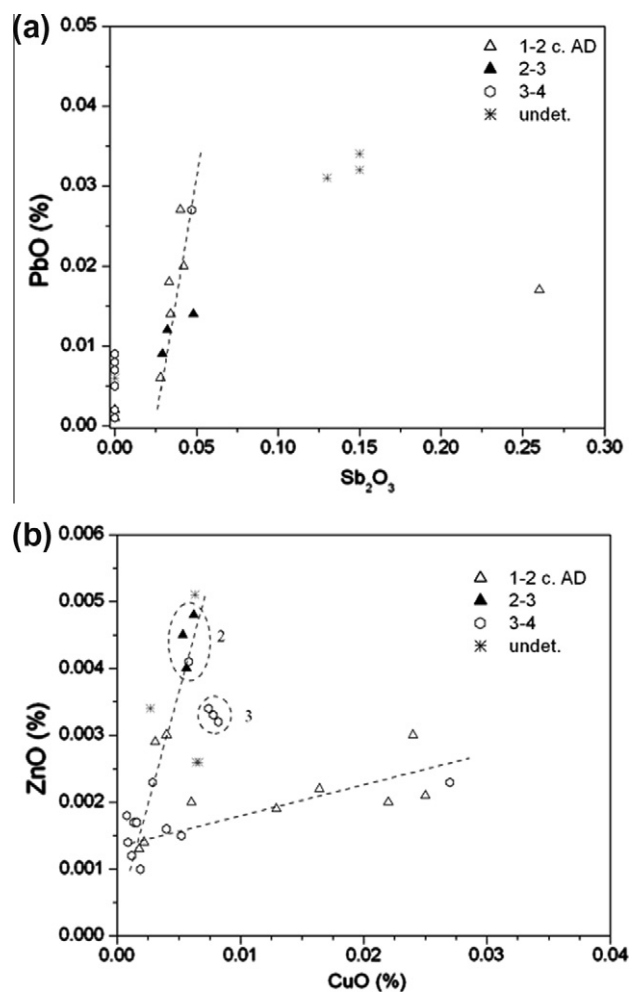 (a)
0.05
0.04
0.03
0.02
0.01
0.00
PbO (%)
1-2 c. AD
2-3
3-4
undet.
0.00 0.05 0.10 0.15 0.20 0.25 0.30
Sb₂O₃
(b)
0.006
0.005
0.004
0.003
0.002
0.001
0.000
ZnO (%)
1-2 c. AD
2-3
3-4
undet.
2
3
0.00 0.01 0.02 0.03 0.04
CuO (%)